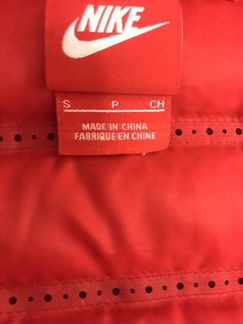 NIKE
S P CH
MADE IN CHINA
FABRIQUE EN CHINE